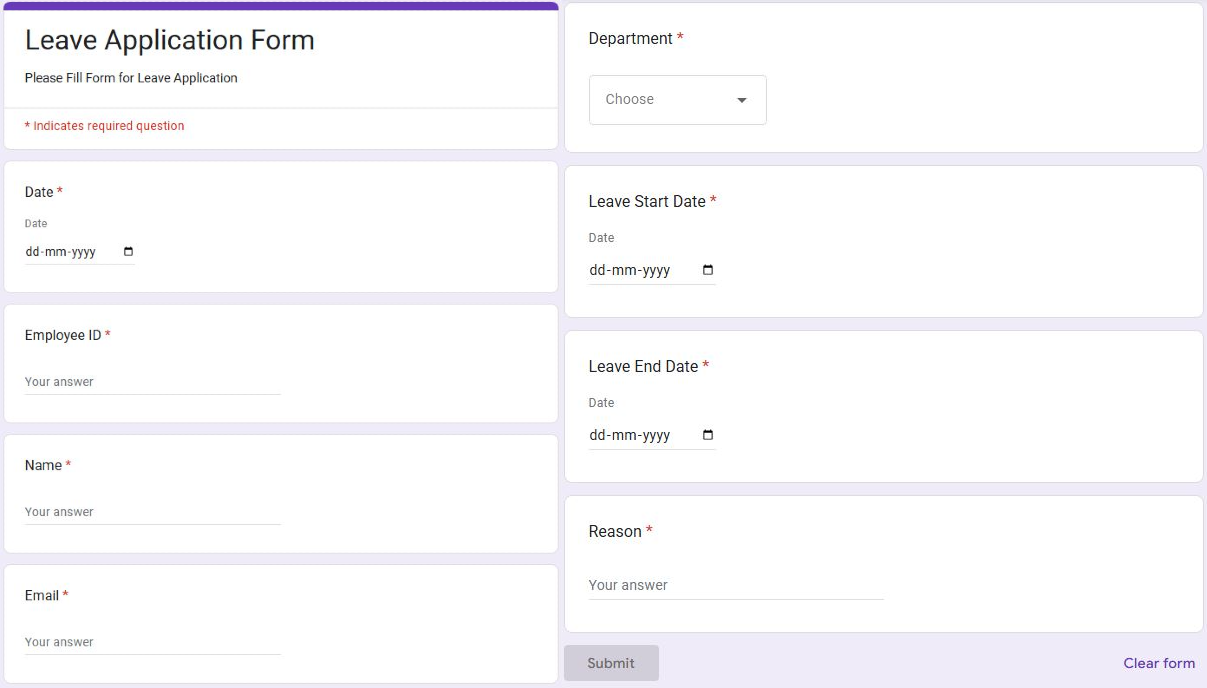 Leave Application Form
Please Fill Form for Leave Application
* Indicates required question
Date *
Date
dd-mm-yyyy
Employee ID *
Your answer
Name *
Your answer
Email *
Your answer
Department *
Choose
Leave Start Date *
Date
dd-mm-yyyy
Leave End Date *
Date
dd-mm-yyyy
Reason *
Your answer
Submit
Clear form